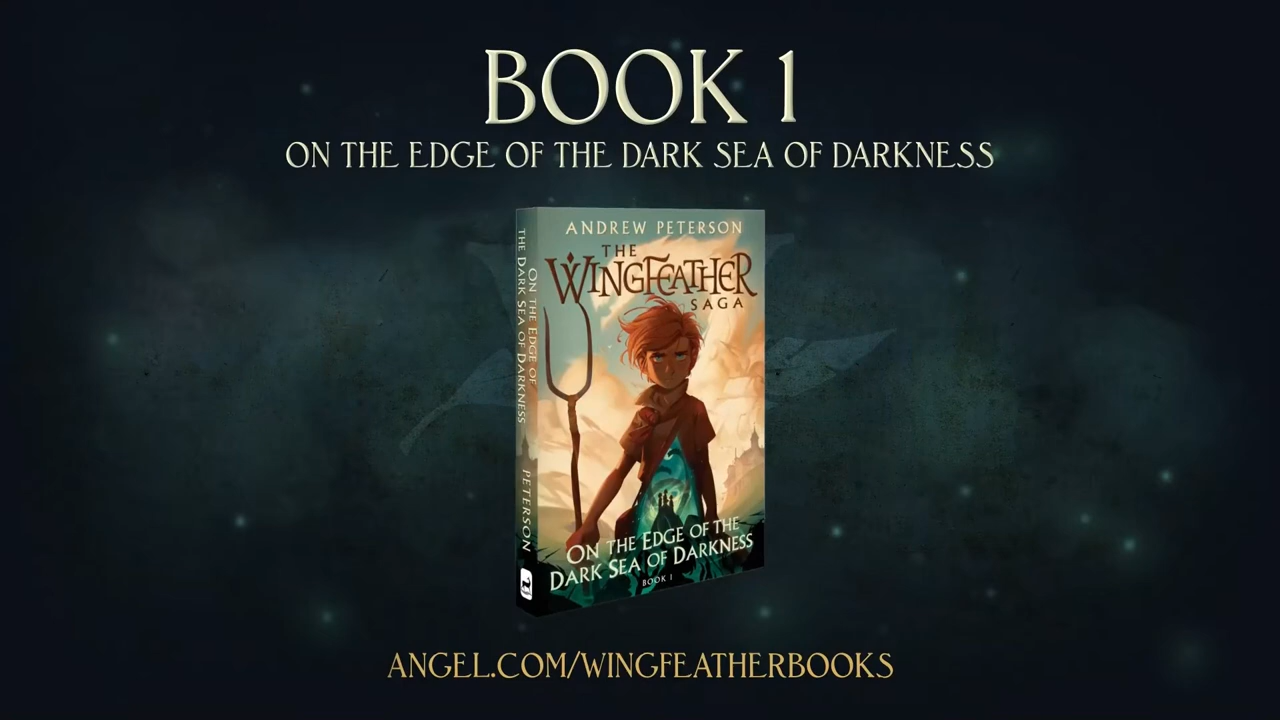 BOOK 1
ON THE EDGE OF THE DARK SEA OF DARKNESS
ANDREW PETERSON
THE
WINGFEATHER
SAGA
ON THE EDGE OF
THE DARK SEA OF DARKNESS
PETERSON
ON THE EDGE OF THE
DARK SEA OF DARKNESS
BOOK 1
ANGEL.COM/WINGFEATHERBOOKS